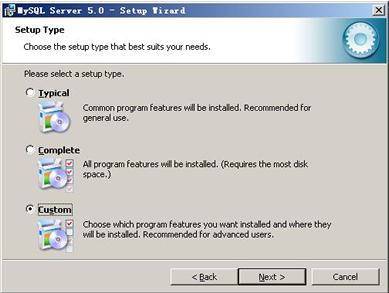 MySQL Server 5.0 - Setup Wizard
Setup Type
Choose the setup type that best suits your needs.
Please select a setup type.
Typical
Common program features will be installed. Recommended for
general use.
Complete
All program features will be installed. (Requires the most disk
space.)
Custom
Choose which program features you want installed and where they
will be installed. Recommended for advanced users.
< Back
Next >
Cancel